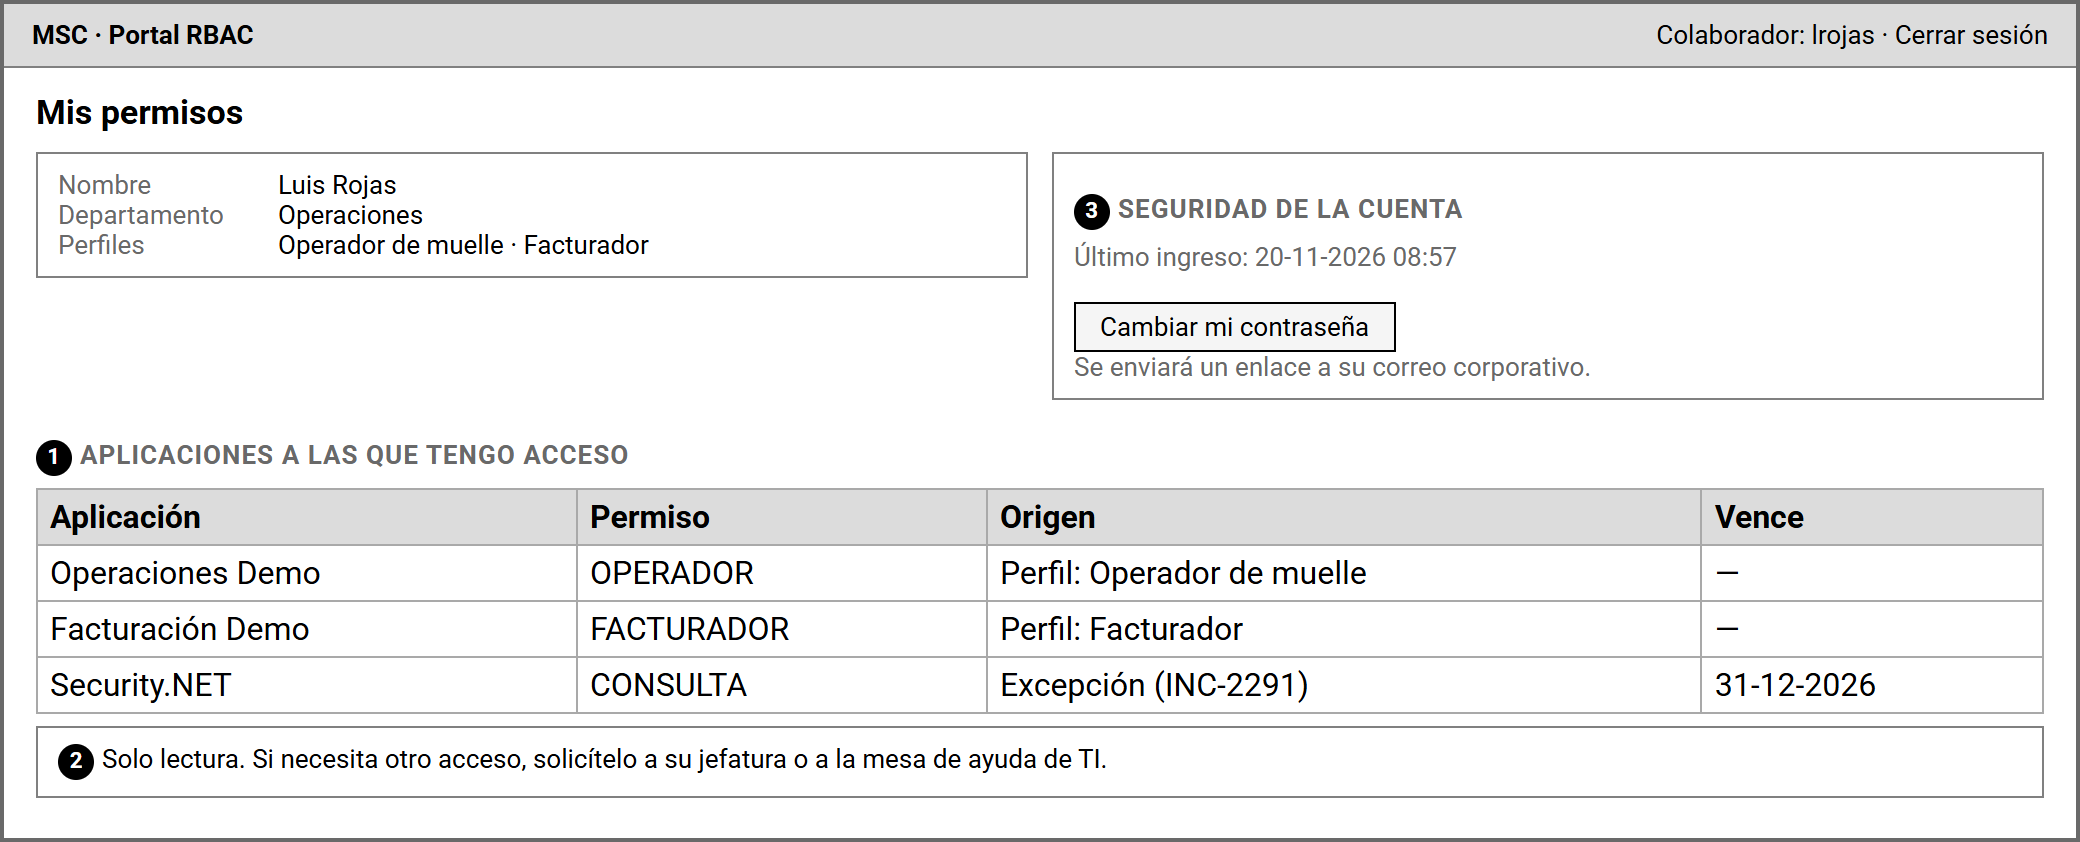 MSC · Portal RBAC
Colaborador: lrojas · Cerrar sesión
Mis permisos
Nombre Luis Rojas
Departamento Operaciones
Perfiles Operador de muelle · Facturador
3 SEGURIDAD DE LA CUENTA
Último ingreso: 20-11-2026 08:57
Cambiar mi contraseña
Se enviará un enlace a su correo corporativo.
1 APLICACIONES A LAS QUE TENGO ACCESO
Aplicación Permiso Origen Vence
Operaciones Demo OPERADOR Perfil: Operador de muelle —
Facturación Demo FACTURADOR Perfil: Facturador —
Security.NET CONSULTA Excepción (INC-2291) 31-12-2026
2 Solo lectura. Si necesita otro acceso, solicítelo a su jefatura o a la mesa de ayuda de TI.